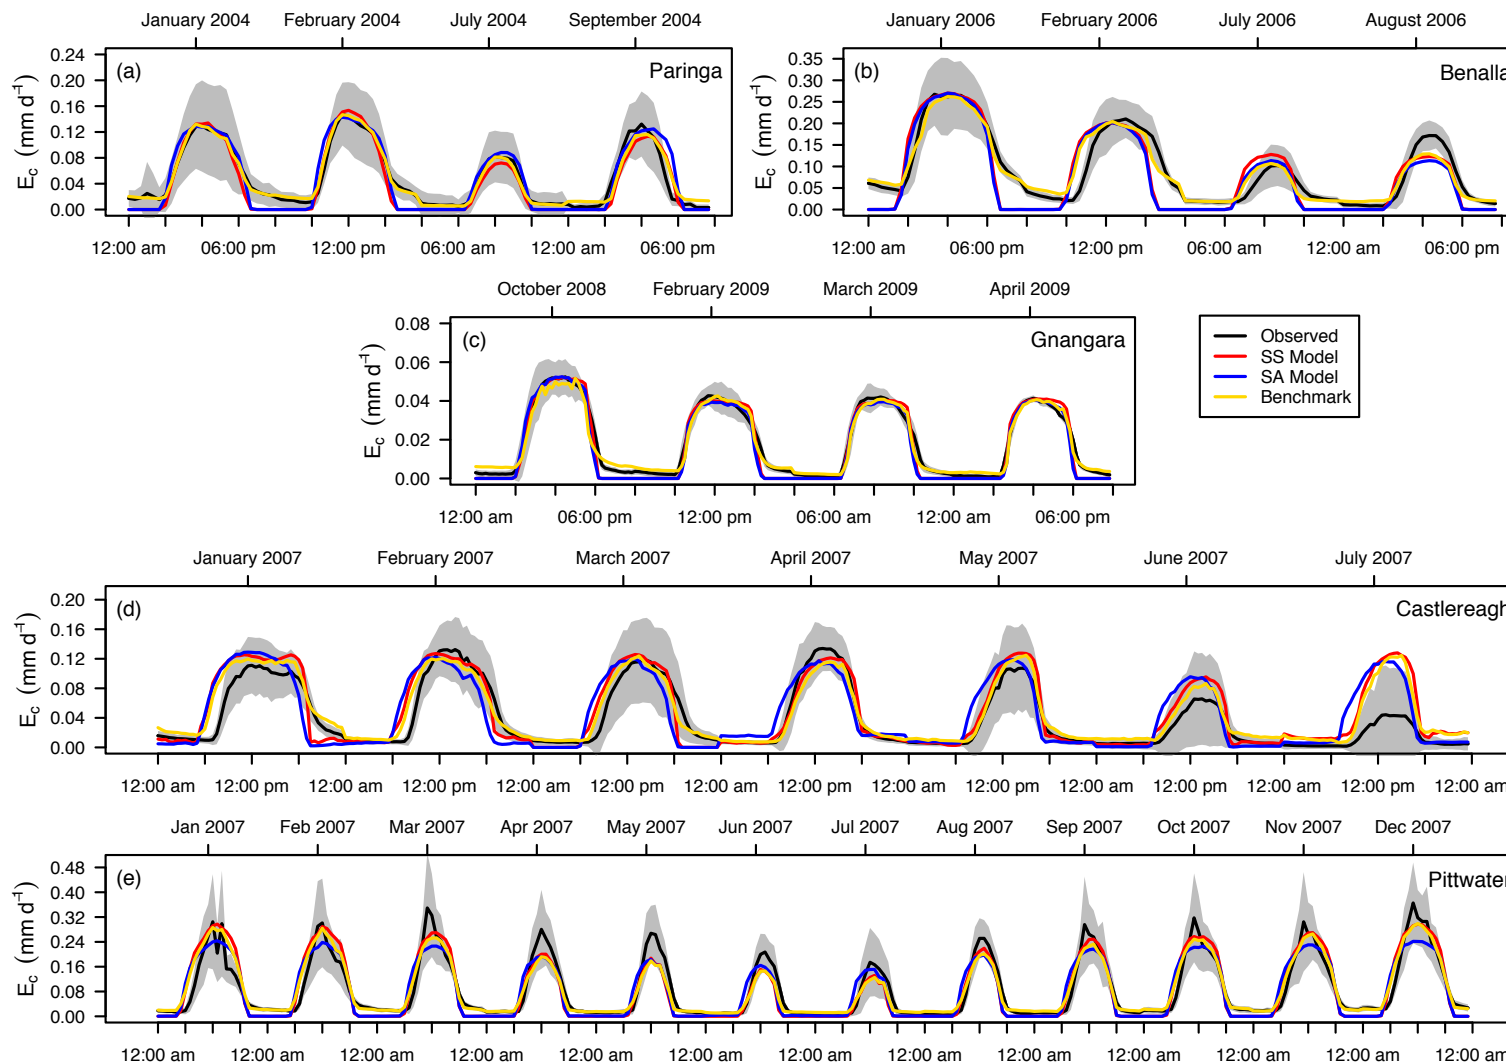 January 2004 February 2004 July 2004 September 2004
January 2006 February 2006 July 2006 August 2006
(a) Paringa
0.24
0.20
0.16
0.12
0.08
0.04
0.00
Ec (mm d-1)
12:00 am 06:00 pm 12:00 pm 06:00 am 12:00 am 06:00 pm
(b) Benalla
0.35
0.30
0.25
0.20
0.15
0.10
0.05
0.00
Ec (mm d-1)
12:00 am 06:00 pm 12:00 pm 06:00 am 12:00 am 06:00 pm
October 2008 February 2009 March 2009 April 2009
(c) Gnangara
0.08
0.06
0.04
0.02
0.00
Ec (mm d-1)
12:00 am 06:00 pm 12:00 pm 06:00 am 12:00 am 06:00 pm
Observed
SS Model
SA Model
Benchmark
January 2007 February 2007 March 2007 April 2007 May 2007 June 2007 July 2007
(d) Castlereagh
0.20
0.16
0.12
0.08
0.04
0.00
Ec (mm d-1)
12:00 am 12:00 pm 12:00 am 12:00 pm 12:00 am 12:00 pm 12:00 am 12:00 pm 12:00 am 12:00 pm 12:00 am 12:00 pm 12:00 am 12:00 pm 12:00 am
Jan 2007 Feb 2007 Mar 2007 Apr 2007 May 2007 Jun 2007 Jul 2007 Aug 2007 Sep 2007 Oct 2007 Nov 2007 Dec 2007
(e) Pittwater
0.48
0.40
0.32
0.24
0.16
0.08
0.00
Ec (mm d-1)
12:00 am 12:00 am 12:00 am 12:00 am 12:00 am 12:00 am 12:00 am 12:00 am 12:00 am 12:00 am 12:00 am 12:00 am 12:00 am